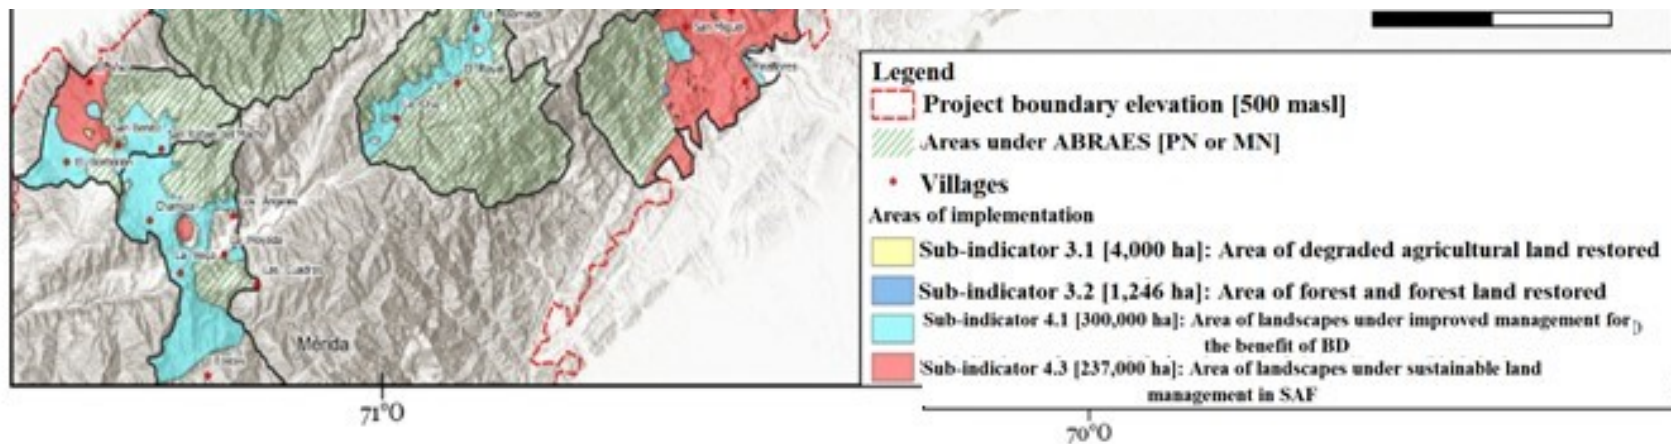 San Miguel
San Benito
Mérida
Legend
Project boundary elevation [500 masl]
Areas under ABRAES [PN or MN]
Villages
Areas of implementation
Sub-indicator 3.1 [4,000 ha]: Area of degraded agricultural land restored
Sub-indicator 3.2 [1,246 ha]: Area of forest and forest land restored
Sub-indicator 4.1 [300,000 ha]: Area of landscapes under improved management for
the benefit of BD
Sub-indicator 4.3 [237,000 ha]: Area of landscapes under sustainable land
management in SAF
71°O
70°O